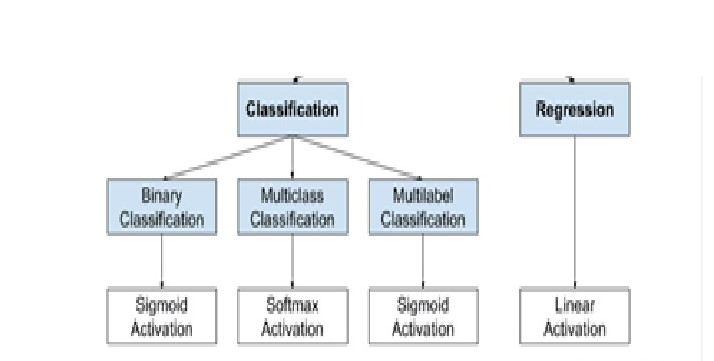 Classification
Regression
Binary
Classification
Multiclass
Classification
Multilabel
Classification
Sigmoid
Activation
Softmax
Activation
Sigmoid
Activation
Linear
Activation